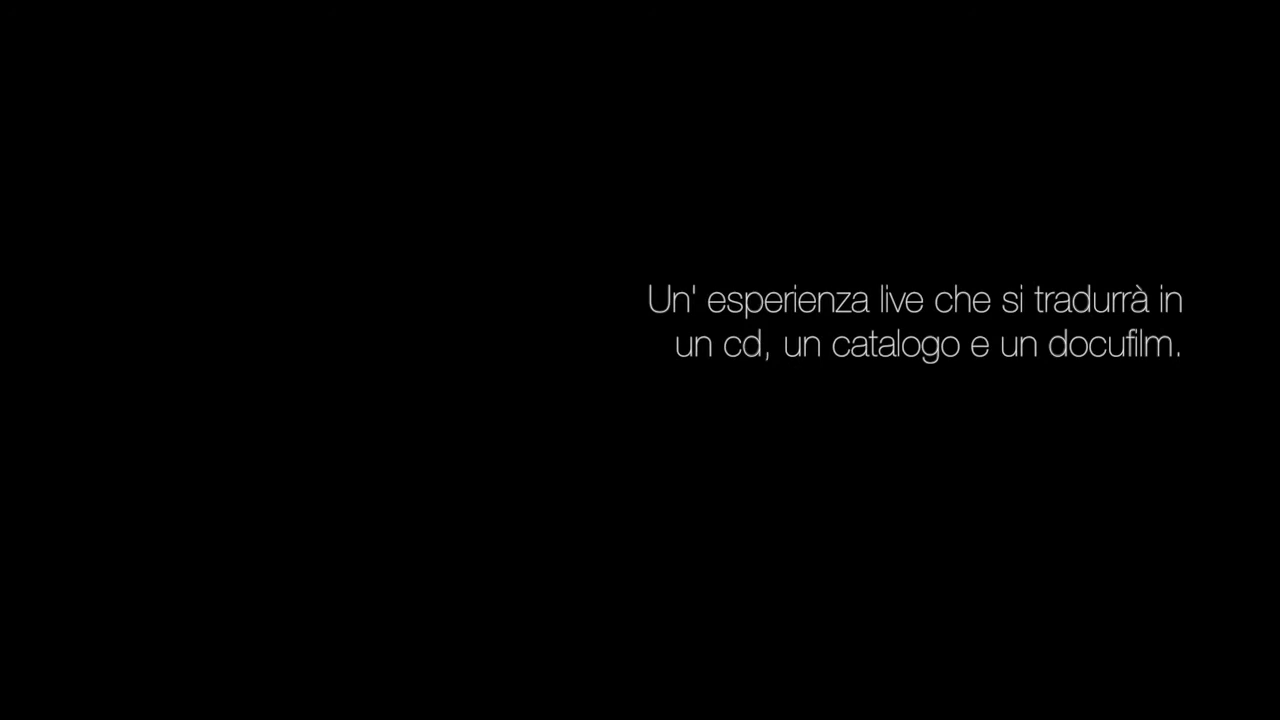 Un' esperienza live che si tradurrà in
un cd, un catalogo e un docufilm.